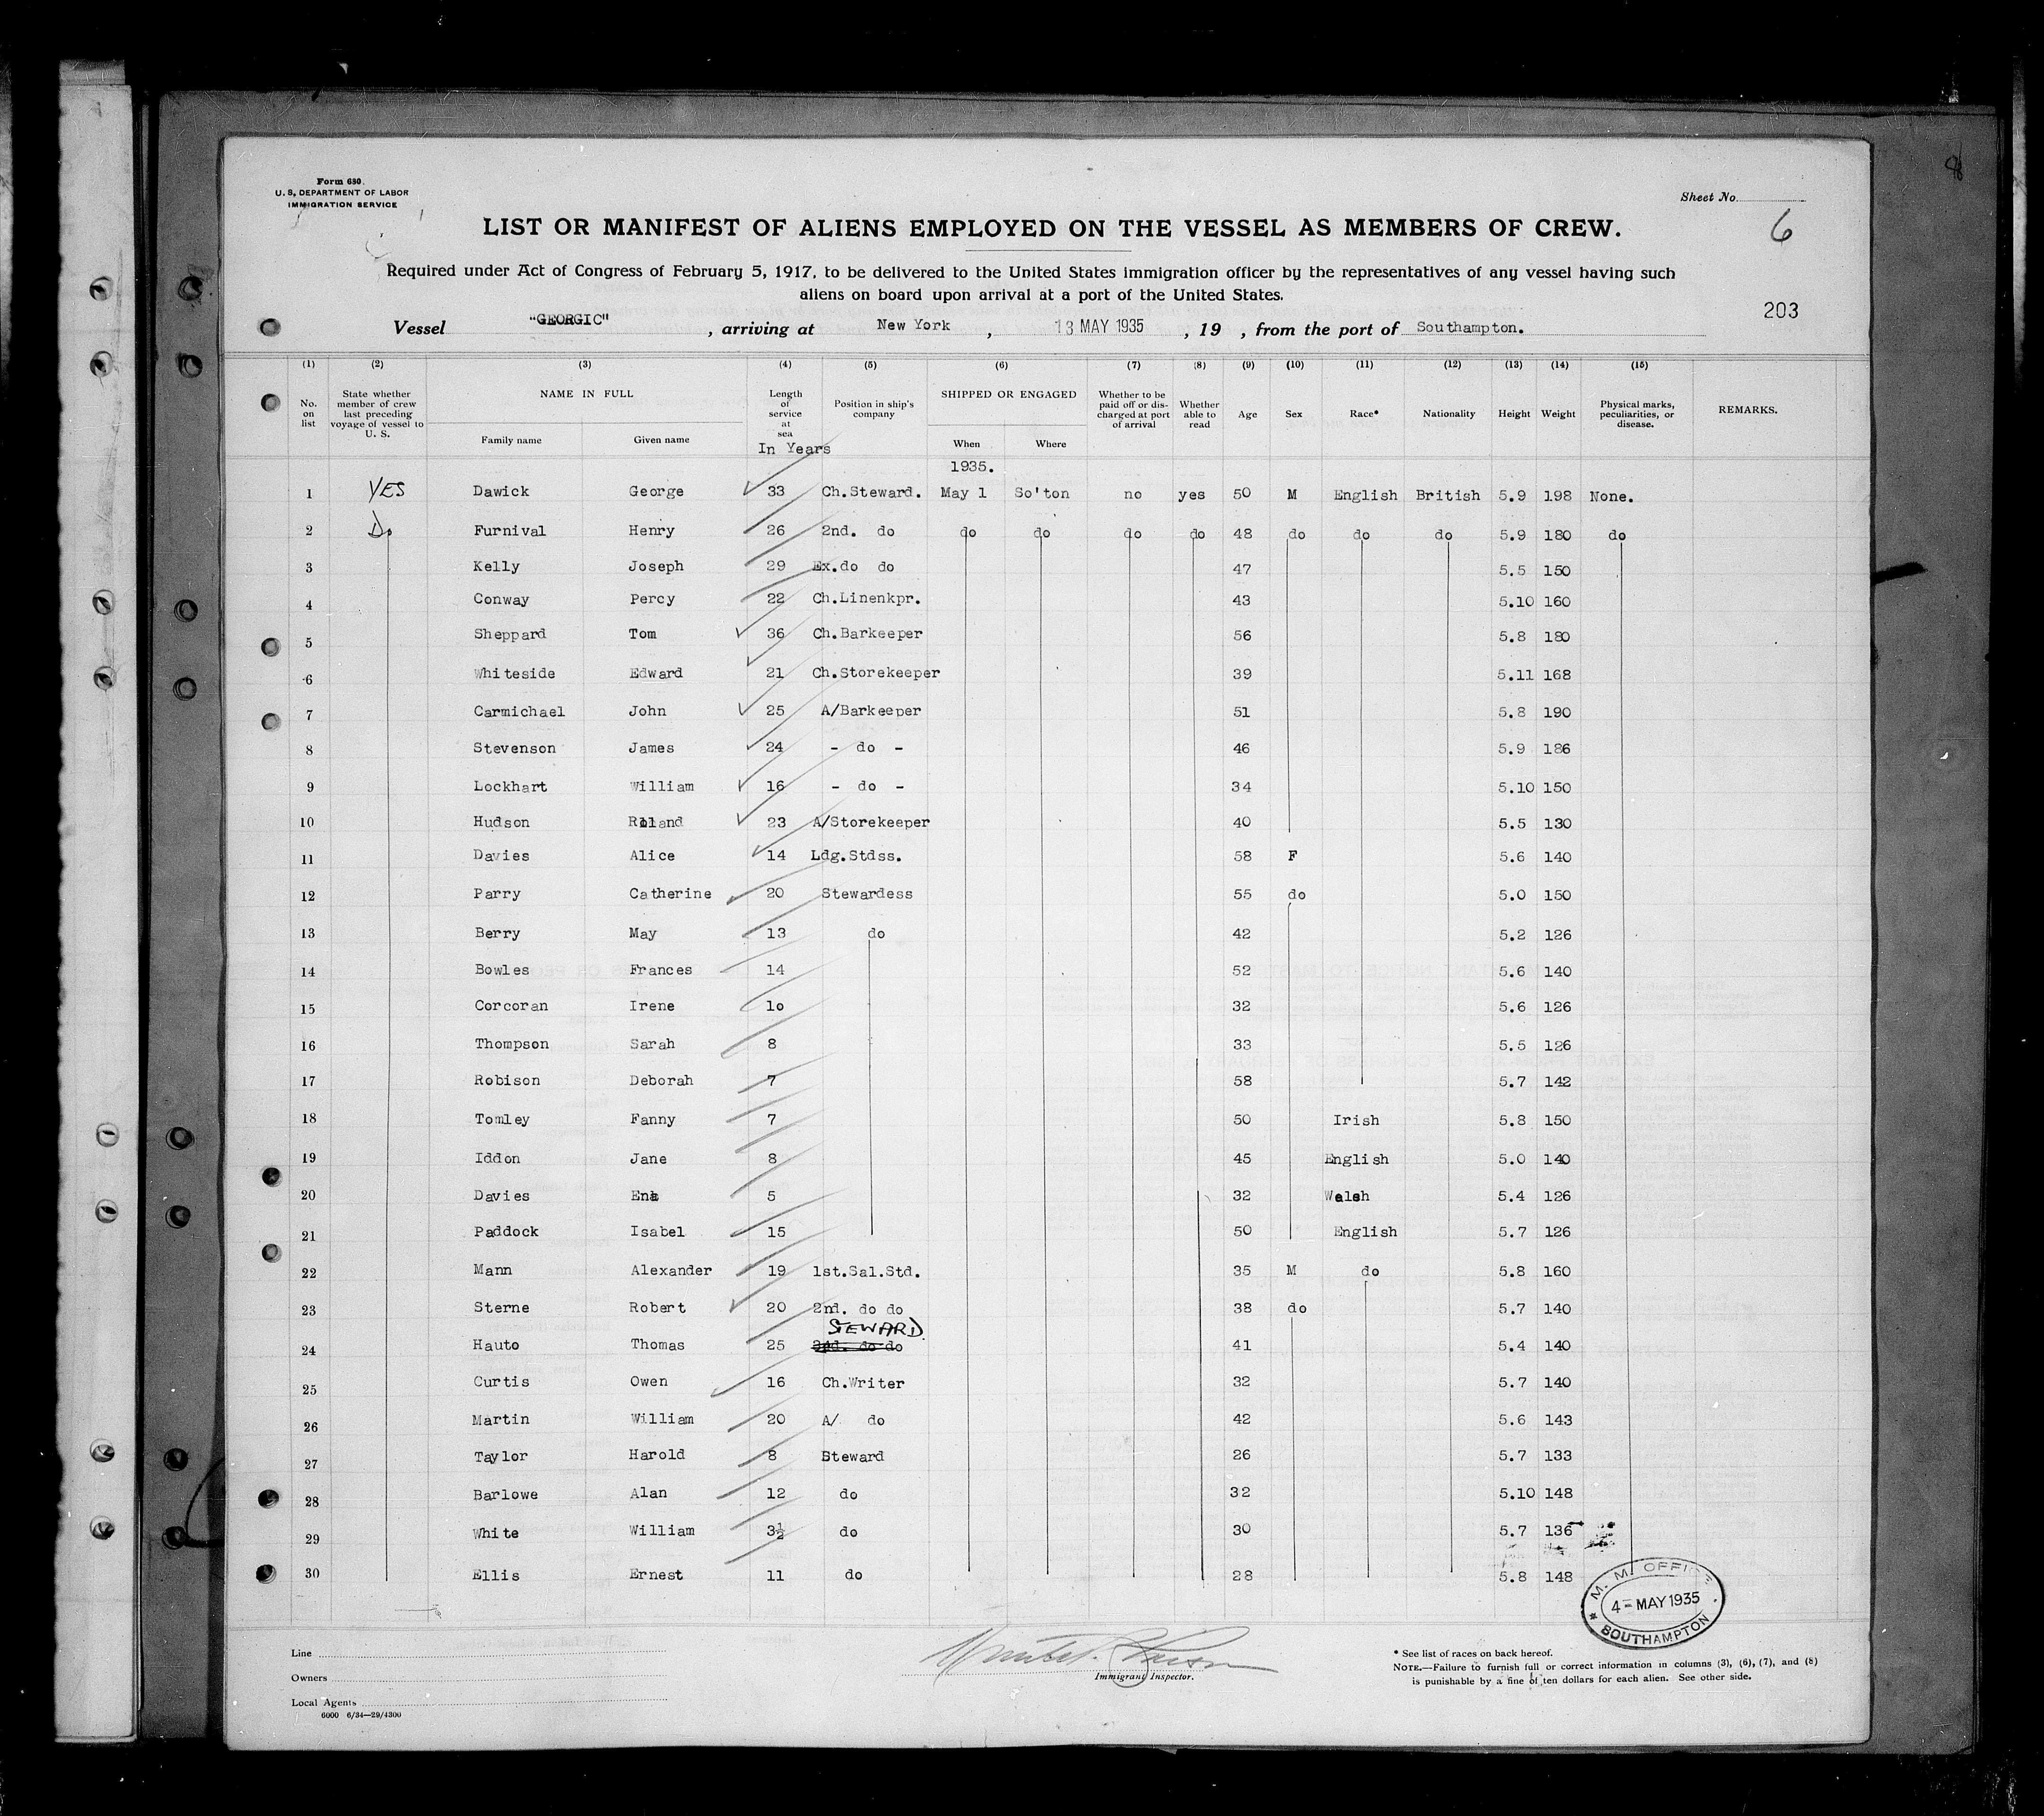 Form 680.
U. S. DEPARTMENT OF LABOR
IMMIGRATION SERVICE
Sheet No.
6
LIST OR MANIFEST OF ALIENS EMPLOYED ON THE VESSEL AS MEMBERS OF CREW.
Required under Act of Congress of February 5, 1917, to be delivered to the United States immigration officer by the representatives of any vessel having such
aliens on board upon arrival at a port of the United States.
203
Vessel "GEORGIC" , arriving at New York , 13 MAY 1935 , 19 , from the port of Southampton.
(1) (2) (3) (4) (5) (6) (7) (8) (9) (10) (11) (12) (13) (14) (15)
No. on list State whether member of crew last preceding voyage of vessel to U. S. NAME IN FULL Family name Given name Length of service at sea In Years Position in ship's company SHIPPED OR ENGAGED When Where Whether to be paid off or discharged at port of arrival Whether able to read Age Sex Race* Nationality Height Weight Physical marks, peculiarities, or disease. REMARKS.
1935.
1 YES Dawick George 33 Ch.Steward. May 1 So'ton no yes 50 M English British 5.9 198 None.
2 Do Furnival Henry 26 2nd. do do do do do 48 do do do 5.9 180 do
3 Kelly Joseph 29 Ex.do do 47 5.5 150
4 Conway Percy 22 Ch.Linenkpr. 43 5.10 160
5 Sheppard Tom 36 Ch.Barkeeper 56 5.8 180
6 Whiteside Edward 21 Ch.Storekeeper 39 5.11 168
7 Carmichael John 25 A/Barkeeper 51 5.8 190
8 Stevenson James 24 - do - 46 5.9 186
9 Lockhart William 16 - do - 34 5.10 150
10 Hudson Rlland 23 A/Storekeeper 40 5.5 130
11 Davies Alice 14 Ldg.Stdss. 58 F 5.6 140
12 Parry Catherine 20 Stewardess 55 do 5.0 150
13 Berry May 13 do 42 5.2 126
14 Bowles Frances 14 52 5.6 140
15 Corcoran Irene 1o 32 5.6 126
16 Thompson Sarah 8 33 5.5 126
17 Robison Deborah 7 58 5.7 142
18 Tomley Fanny 7 50 Irish 5.8 150
19 Iddon Jane 8 45 English 5.0 140
20 Davies Ena 5 32 Welsh 5.4 126
21 Paddock Isabel 15 50 English 5.7 126
22 Mann Alexander 19 1st.Sal.Std. 35 M do 5.8 160
23 Sterne Robert 20 2nd. do do 38 do 5.7 140
STEWARD.
24 Hauto Thomas 25 3rd. do do 41 5.4 140
25 Curtis Owen 16 Ch.Writer 32 5.7 140
26 Martin William 20 A/ do 42 5.6 143
27 Taylor Harold 8 Steward 26 5.7 133
28 Barlowe Alan 12 do 32 5.10 148
29 White William 3½ do 30 5.7 136
30 Ellis Ernest 11 do 28 5.8 148
M. M. OFFICE
4 - MAY 1935
SOUTHAMPTON
Line
Owners
Local Agents
6000 6/34—29/4300
Immigrant Inspector.
* See list of races on back hereof.
NOTE.—Failure to furnish full or correct information in columns (3), (6), (7), and (8)
is punishable by a fine of ten dollars for each alien. See other side.